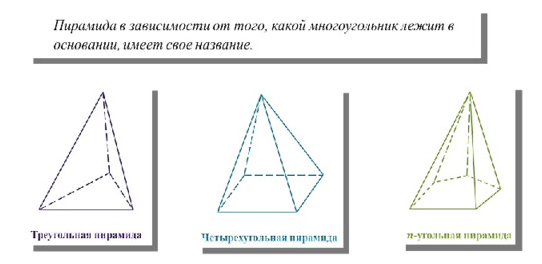 Пирамида в зависимости от того, какой многоугольник лежит в
основании, имеет свое название.
Треугольная пирамида
Четырехугольная пирамида
n-угольная пирамида